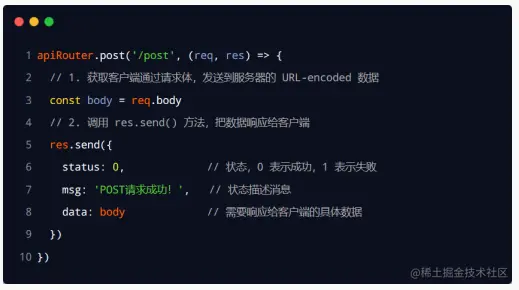 1 apiRouter.post('/post', (req, res) => {
2 // 1. 获取客户端通过请求体，发送到服务器的 URL-encoded 数据
3 const body = req.body
4 // 2. 调用 res.send() 方法，把数据响应给客户端
5 res.send({
6 status: 0, // 状态，0 表示成功，1 表示失败
7 msg: 'POST请求成功！', // 状态描述消息
8 data: body // 需要响应给客户端的具体数据
9 })
10 })
@稀土掘金技术社区